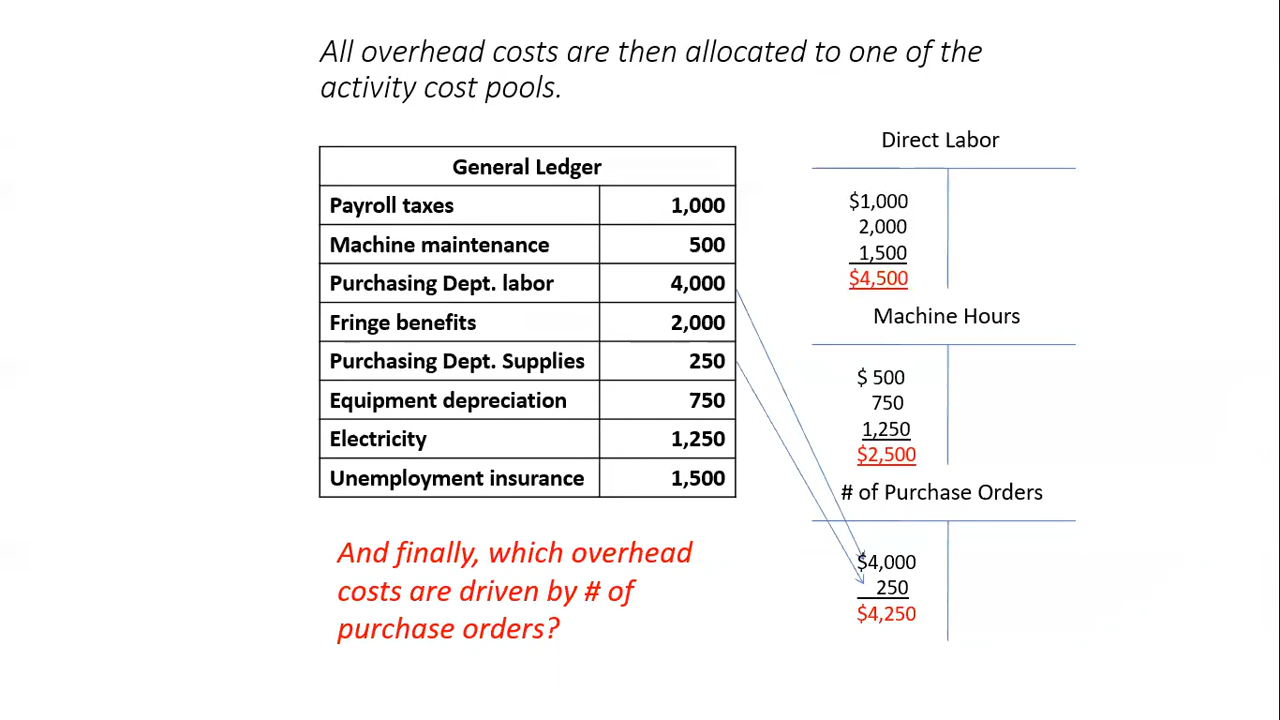 All overhead costs are then allocated to one of the
activity cost pools.
General Ledger
Payroll taxes 1,000
Machine maintenance 500
Purchasing Dept. labor 4,000
Fringe benefits 2,000
Purchasing Dept. Supplies 250
Equipment depreciation 750
Electricity 1,250
Unemployment insurance 1,500
And finally, which overhead
costs are driven by # of
purchase orders?
Direct Labor
$1,000
2,000
1,500
$4,500
Machine Hours
$ 500
750
1,250
$2,500
# of Purchase Orders
$4,000
250
$4,250